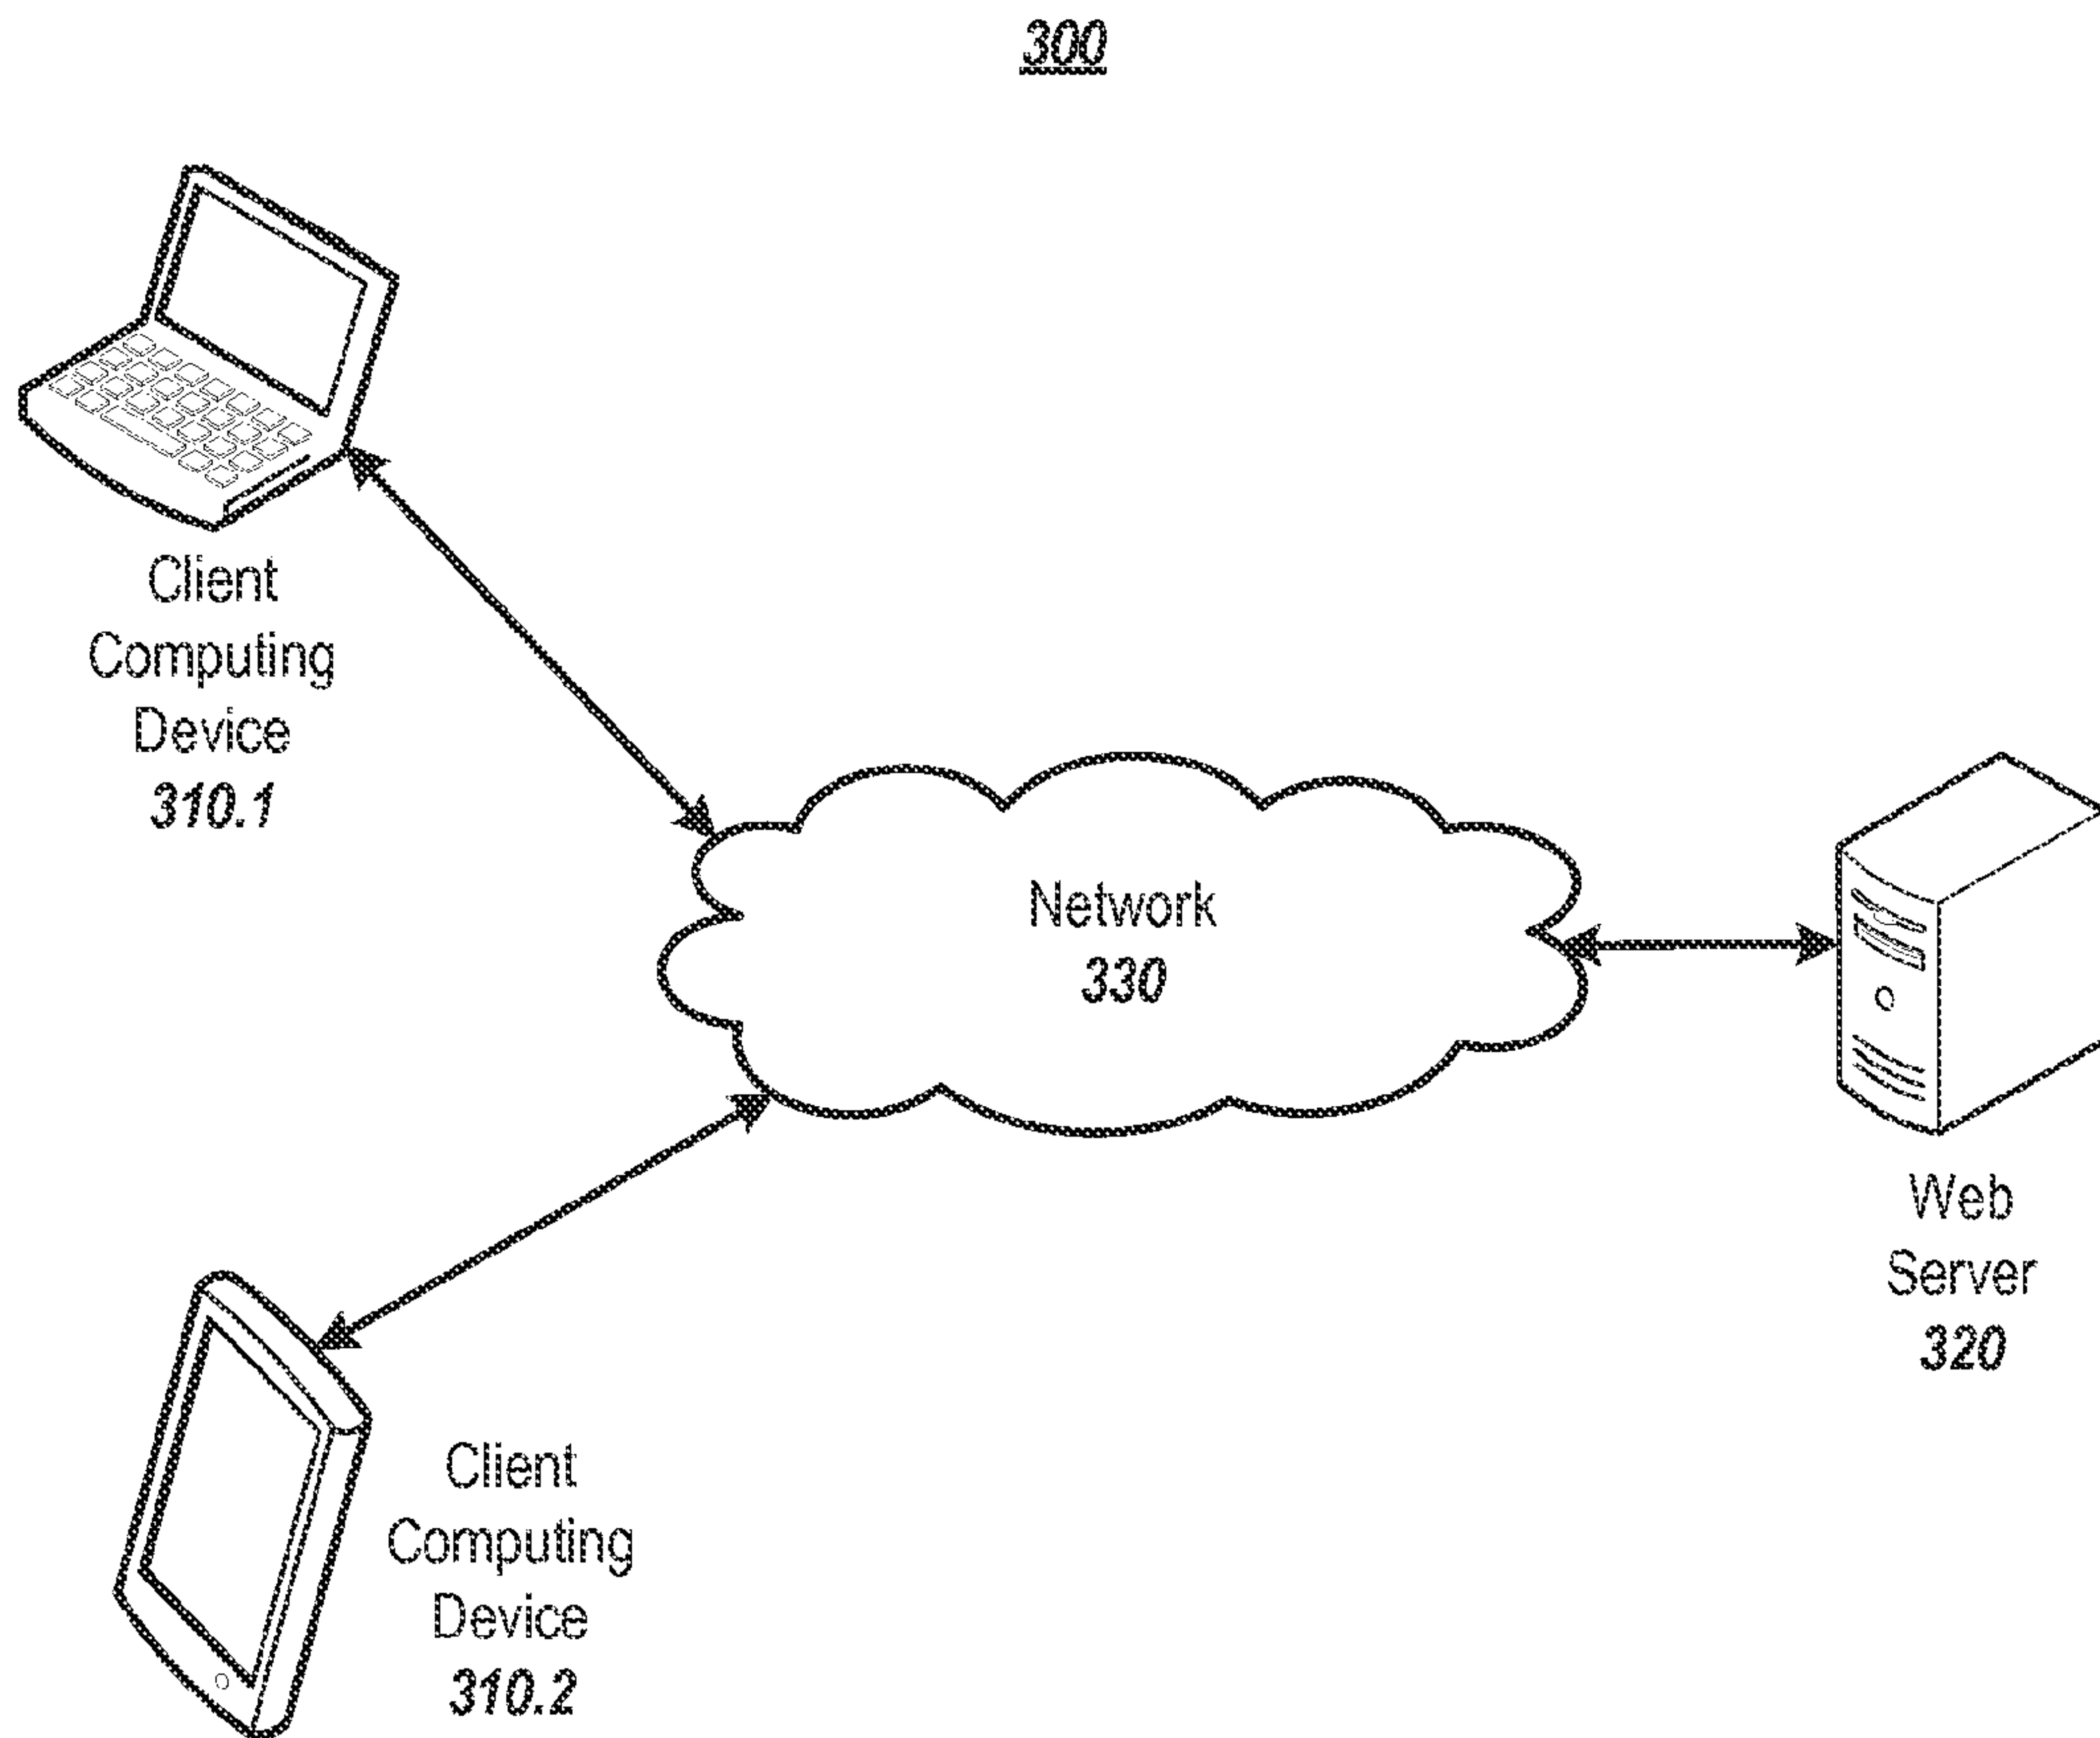 300
Client
Computing
Device
310.1
Network
330
Web
Server
320
Client
Computing
Device
310.2